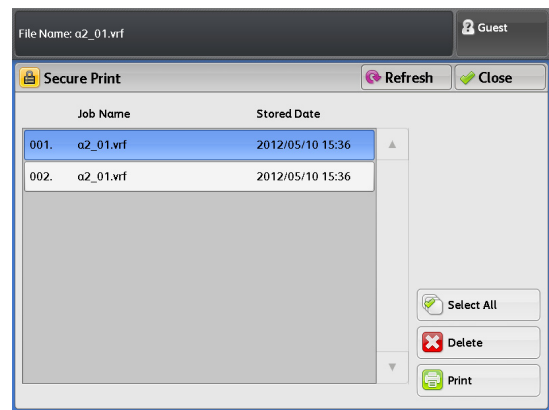 File Name: a2_01.vrf
Guest
Secure Print
Refresh
Close
Job Name Stored Date
001. a2_01.vrf 2012/05/10 15:36
002. a2_01.vrf 2012/05/10 15:36
Select All
Delete
Print